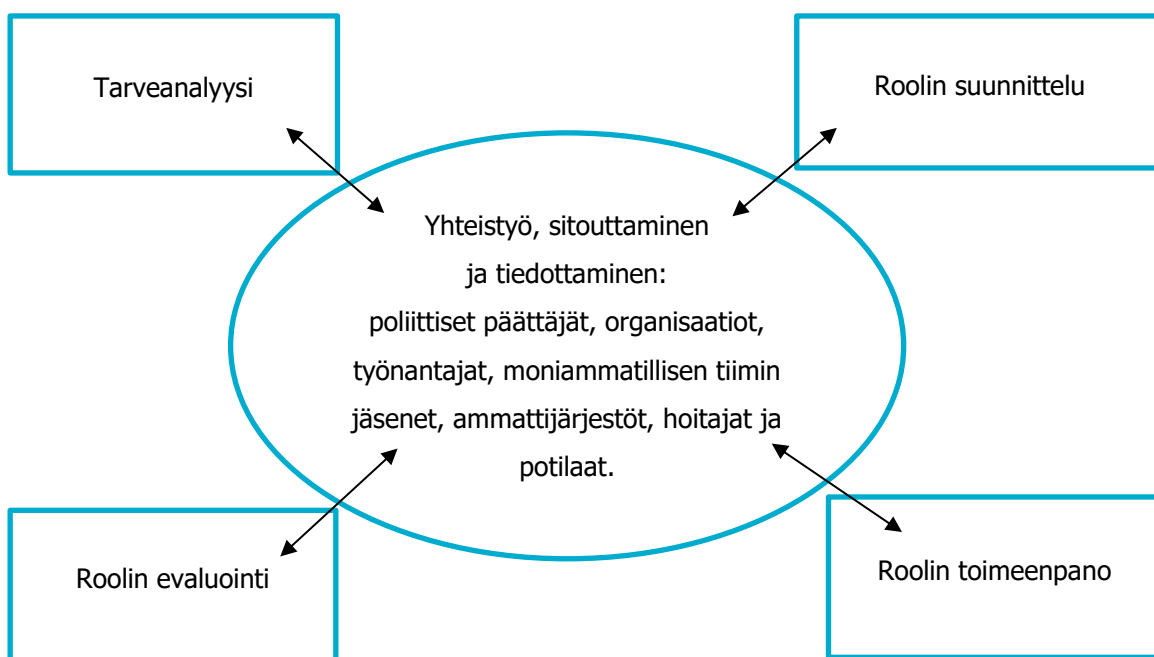 Tarveanalyysi
Roolin suunnittelu
Yhteistyö, sitouttaminen
ja tiedottaminen:
poliittiset päättäjät, organisaatiot,
työnantajat, moniammatillisen tiimin
jäsenet, ammattijärjestöt, hoitajat ja
potilaat.
Roolin evaluointi
Roolin toimeenpano